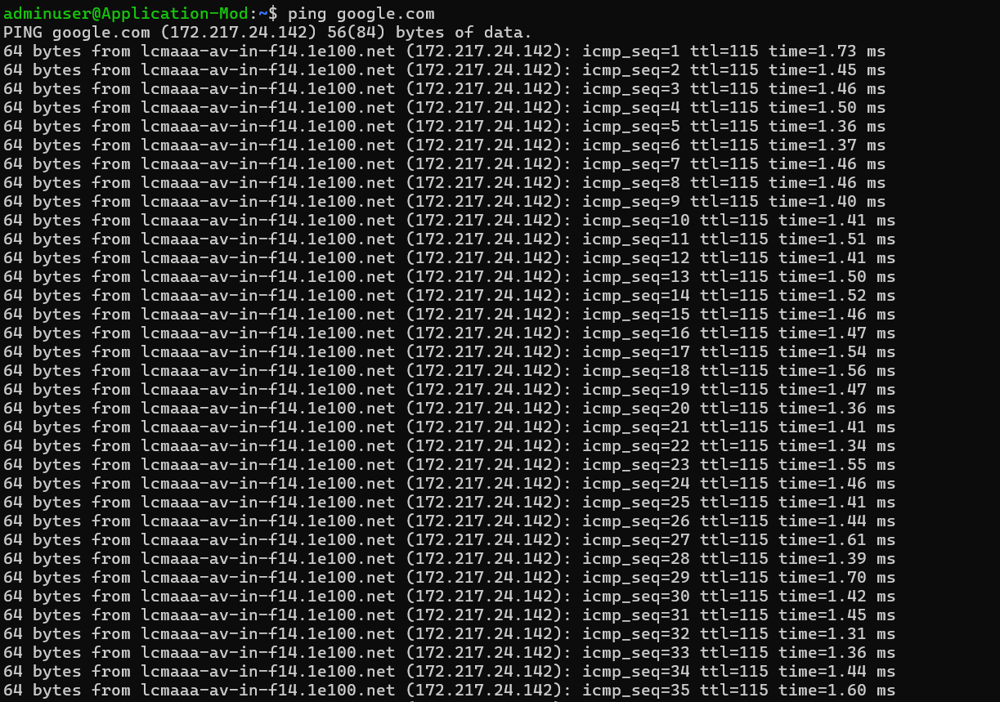 adminuser@Application-Mod:~$ ping google.com
PING google.com (172.217.24.142) 56(84) bytes of data.
64 bytes from lcmaaa-av-in-f14.1e100.net (172.217.24.142): icmp_seq=1 ttl=115 time=1.73 ms
64 bytes from lcmaaa-av-in-f14.1e100.net (172.217.24.142): icmp_seq=2 ttl=115 time=1.45 ms
64 bytes from lcmaaa-av-in-f14.1e100.net (172.217.24.142): icmp_seq=3 ttl=115 time=1.46 ms
64 bytes from lcmaaa-av-in-f14.1e100.net (172.217.24.142): icmp_seq=4 ttl=115 time=1.50 ms
64 bytes from lcmaaa-av-in-f14.1e100.net (172.217.24.142): icmp_seq=5 ttl=115 time=1.36 ms
64 bytes from lcmaaa-av-in-f14.1e100.net (172.217.24.142): icmp_seq=6 ttl=115 time=1.37 ms
64 bytes from lcmaaa-av-in-f14.1e100.net (172.217.24.142): icmp_seq=7 ttl=115 time=1.46 ms
64 bytes from lcmaaa-av-in-f14.1e100.net (172.217.24.142): icmp_seq=8 ttl=115 time=1.46 ms
64 bytes from lcmaaa-av-in-f14.1e100.net (172.217.24.142): icmp_seq=9 ttl=115 time=1.40 ms
64 bytes from lcmaaa-av-in-f14.1e100.net (172.217.24.142): icmp_seq=10 ttl=115 time=1.41 ms
64 bytes from lcmaaa-av-in-f14.1e100.net (172.217.24.142): icmp_seq=11 ttl=115 time=1.51 ms
64 bytes from lcmaaa-av-in-f14.1e100.net (172.217.24.142): icmp_seq=12 ttl=115 time=1.41 ms
64 bytes from lcmaaa-av-in-f14.1e100.net (172.217.24.142): icmp_seq=13 ttl=115 time=1.50 ms
64 bytes from lcmaaa-av-in-f14.1e100.net (172.217.24.142): icmp_seq=14 ttl=115 time=1.52 ms
64 bytes from lcmaaa-av-in-f14.1e100.net (172.217.24.142): icmp_seq=15 ttl=115 time=1.46 ms
64 bytes from lcmaaa-av-in-f14.1e100.net (172.217.24.142): icmp_seq=16 ttl=115 time=1.47 ms
64 bytes from lcmaaa-av-in-f14.1e100.net (172.217.24.142): icmp_seq=17 ttl=115 time=1.54 ms
64 bytes from lcmaaa-av-in-f14.1e100.net (172.217.24.142): icmp_seq=18 ttl=115 time=1.56 ms
64 bytes from lcmaaa-av-in-f14.1e100.net (172.217.24.142): icmp_seq=19 ttl=115 time=1.47 ms
64 bytes from lcmaaa-av-in-f14.1e100.net (172.217.24.142): icmp_seq=20 ttl=115 time=1.36 ms
64 bytes from lcmaaa-av-in-f14.1e100.net (172.217.24.142): icmp_seq=21 ttl=115 time=1.41 ms
64 bytes from lcmaaa-av-in-f14.1e100.net (172.217.24.142): icmp_seq=22 ttl=115 time=1.34 ms
64 bytes from lcmaaa-av-in-f14.1e100.net (172.217.24.142): icmp_seq=23 ttl=115 time=1.55 ms
64 bytes from lcmaaa-av-in-f14.1e100.net (172.217.24.142): icmp_seq=24 ttl=115 time=1.46 ms
64 bytes from lcmaaa-av-in-f14.1e100.net (172.217.24.142): icmp_seq=25 ttl=115 time=1.41 ms
64 bytes from lcmaaa-av-in-f14.1e100.net (172.217.24.142): icmp_seq=26 ttl=115 time=1.44 ms
64 bytes from lcmaaa-av-in-f14.1e100.net (172.217.24.142): icmp_seq=27 ttl=115 time=1.61 ms
64 bytes from lcmaaa-av-in-f14.1e100.net (172.217.24.142): icmp_seq=28 ttl=115 time=1.39 ms
64 bytes from lcmaaa-av-in-f14.1e100.net (172.217.24.142): icmp_seq=29 ttl=115 time=1.70 ms
64 bytes from lcmaaa-av-in-f14.1e100.net (172.217.24.142): icmp_seq=30 ttl=115 time=1.42 ms
64 bytes from lcmaaa-av-in-f14.1e100.net (172.217.24.142): icmp_seq=31 ttl=115 time=1.45 ms
64 bytes from lcmaaa-av-in-f14.1e100.net (172.217.24.142): icmp_seq=32 ttl=115 time=1.31 ms
64 bytes from lcmaaa-av-in-f14.1e100.net (172.217.24.142): icmp_seq=33 ttl=115 time=1.36 ms
64 bytes from lcmaaa-av-in-f14.1e100.net (172.217.24.142): icmp_seq=34 ttl=115 time=1.44 ms
64 bytes from lcmaaa-av-in-f14.1e100.net (172.217.24.142): icmp_seq=35 ttl=115 time=1.60 ms